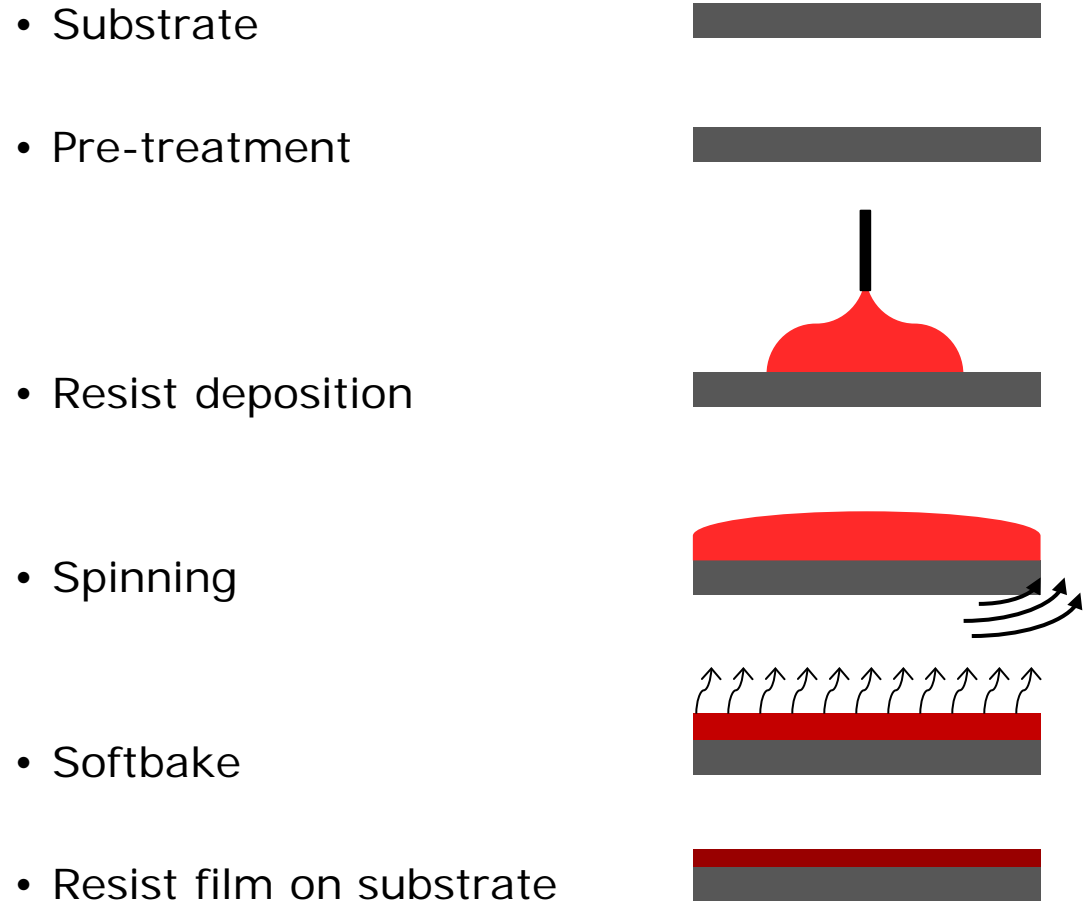 • Substrate
• Pre-treatment
• Resist deposition
• Spinning
• Softbake
• Resist film on substrate